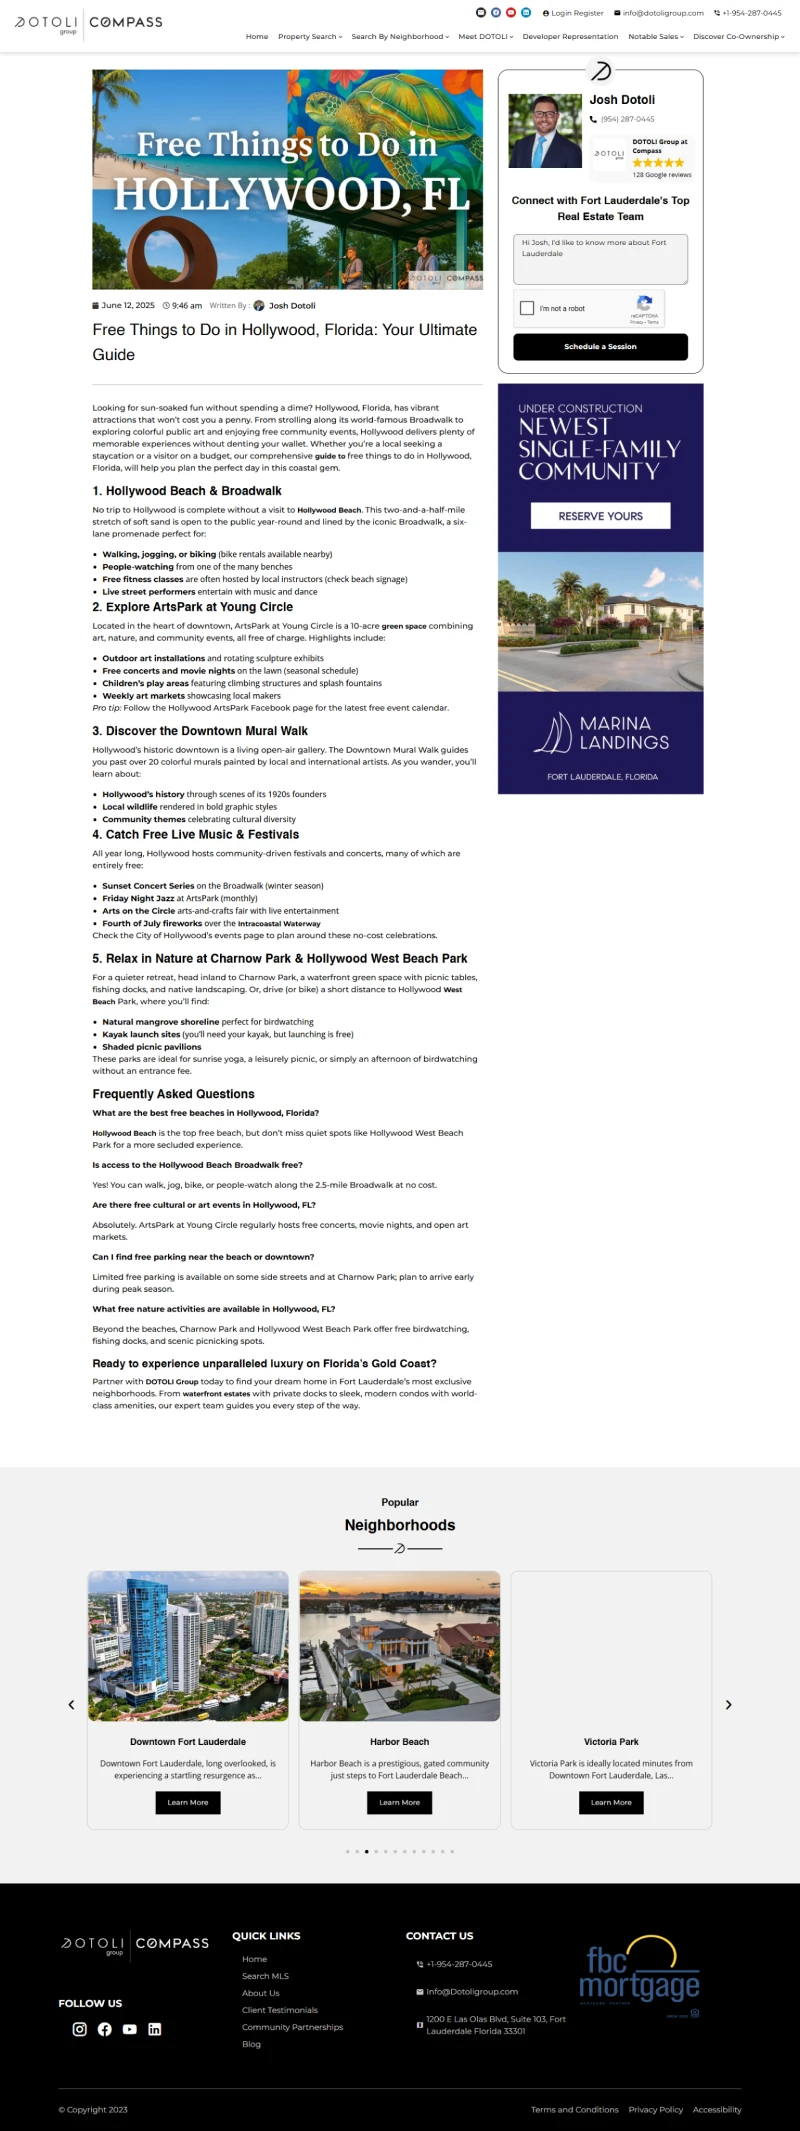 DOTOLI group COMPASS
Login Register info@dotoligroup.com +1-954-287-0445
Home Property Search Search By Neighborhood Meet DOTOLI Developer Representation Notable Sales Discover Co-Ownership
Free Things to Do in
HOLLYWOOD, FL
DOTOLI COMPASS
June 12, 2025 9:46 am Written By : Josh Dotoli
Free Things to Do in Hollywood, Florida: Your Ultimate
Guide
Looking for sun-soaked fun without spending a dime? Hollywood, Florida, has vibrant
attractions that won't cost you a penny. From strolling along its world-famous Broadwalk to
exploring colorful public art and enjoying free community events, Hollywood delivers plenty of
memorable experiences without denting your wallet. Whether you're a local seeking a
staycation or a visitor on a budget, our comprehensive guide to free things to do in Hollywood,
Florida, will help you plan the perfect day in this coastal gem.
1. Hollywood Beach & Broadwalk
No trip to Hollywood is complete without a visit to Hollywood Beach. This two-and-a-half-mile
stretch of soft sand is open to the public year-round and lined by the iconic Broadwalk, a six-
lane promenade perfect for:
• Walking, jogging, or biking (bike rentals available nearby)
• People-watching from one of the many benches
• Free fitness classes are often hosted by local instructors (check beach signage)
• Live street performers entertain with music and dance
2. Explore ArtsPark at Young Circle
Located in the heart of downtown, ArtsPark at Young Circle is a 10-acre green space combining
art, nature, and community events, all free of charge. Highlights include:
• Outdoor art installations and rotating sculpture exhibits
• Free concerts and movie nights on the lawn (seasonal schedule)
• Children's play areas featuring climbing structures and splash fountains
• Weekly art markets showcasing local makers
Pro tip: Follow the Hollywood ArtsPark Facebook page for the latest free event calendar.
3. Discover the Downtown Mural Walk
Hollywood's historic downtown is a living open-air gallery. The Downtown Mural Walk guides
you past over 20 colorful murals painted by local and international artists. As you wander, you'll
learn about:
• Hollywood's history through scenes of its 1920s founders
• Local wildlife rendered in bold graphic styles
• Community themes celebrating cultural diversity
4. Catch Free Live Music & Festivals
All year long, Hollywood hosts community-driven festivals and concerts, many of which are
entirely free:
• Sunset Concert Series on the Broadwalk (winter season)
• Friday Night Jazz at ArtsPark (monthly)
• Arts on the Circle arts-and-crafts fair with live entertainment
• Fourth of July fireworks over the Intracoastal Waterway
Check the City of Hollywood's events page to plan around these no-cost celebrations.
5. Relax in Nature at Charnow Park & Hollywood West Beach Park
For a quieter retreat, head inland to Charnow Park, a waterfront green space with picnic tables,
fishing docks, and native landscaping. Or, drive (or bike) a short distance to Hollywood West
Beach Park, where you'll find:
• Natural mangrove shoreline perfect for birdwatching
• Kayak launch sites (you'll need your kayak, but launching is free)
• Shaded picnic pavilions
These parks are ideal for sunrise yoga, a leisurely picnic, or simply an afternoon of birdwatching
without an entrance fee.
Frequently Asked Questions
What are the best free beaches in Hollywood, Florida?
Hollywood Beach is the top free beach, but don't miss quiet spots like Hollywood West Beach
Park for a more secluded experience.
Is access to the Hollywood Beach Broadwalk free?
Yes! You can walk, jog, bike, or people-watch along the 2.5-mile Broadwalk at no cost.
Are there free cultural or art events in Hollywood, FL?
Absolutely. ArtsPark at Young Circle regularly hosts free concerts, movie nights, and open art
markets.
Can I find free parking near the beach or downtown?
Limited free parking is available on some side streets and at Charnow Park; plan to arrive early
during peak season.
What free nature activities are available in Hollywood, FL?
Beyond the beaches, Charnow Park and Hollywood West Beach Park offer free birdwatching,
fishing docks, and scenic picnicking spots.
Ready to experience unparalleled luxury on Florida's Gold Coast?
Partner with DOTOLI Group today to find your dream home in Fort Lauderdale's most exclusive
neighborhoods. From waterfront estates with private docks to sleek, modern condos with world-
class amenities, our expert team guides you every step of the way.
Josh Dotoli
(954) 287-0445
DOTOLI group
DOTOLI Group at
Compass
128 Google reviews
Connect with Fort Lauderdale's Top
Real Estate Team
Hi Josh, I'd like to know more about Fort
Lauderdale
I'm not a robot
reCAPTCHA
Privacy - Terms
Schedule a Session
UNDER CONSTRUCTION
NEWEST
SINGLE-FAMILY
COMMUNITY
RESERVE YOURS
MARINA
LANDINGS
FORT LAUDERDALE, FLORIDA
Popular
Neighborhoods
Downtown Fort Lauderdale
Downtown Fort Lauderdale, long overlooked, is
experiencing a startling resurgence as...
Learn More
Harbor Beach
Harbor Beach is a prestigious, gated community
just steps to Fort Lauderdale Beach...
Learn More
Victoria Park
Victoria Park is ideally located minutes from
Downtown Fort Lauderdale, Las...
Learn More
DOTOLI group COMPASS
FOLLOW US
QUICK LINKS
Home
Search MLS
About Us
Client Testimonials
Community Partnerships
Blog
CONTACT US
+1-954-287-0445
Info@Dotoligroup.com
1200 E Las Olas Blvd, Suite 103, Fort
Lauderdale Florida 33301
fbc
mortgage
© Copyright 2023
Terms and Conditions Privacy Policy Accessibility